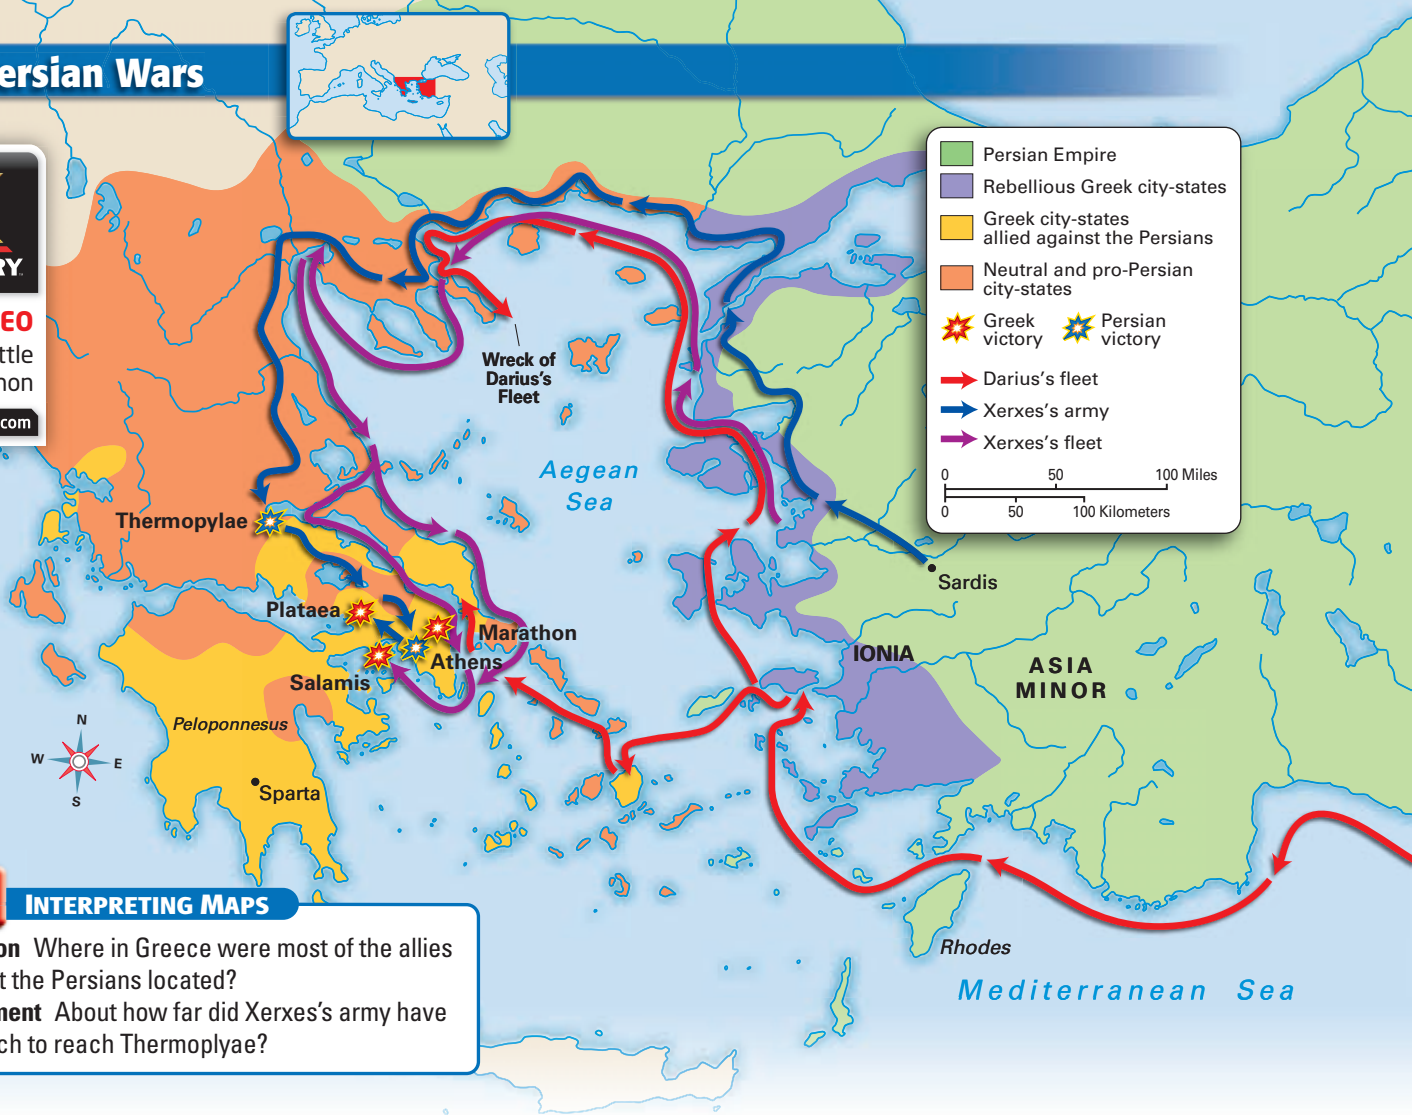 ersian Wars
RY
EO
ttle
hon
com
Persian Empire
Rebellious Greek city-states
Greek city-states
allied against the Persians
Neutral and pro-Persian
city-states
Greek
victory
Persian
victory
Darius's fleet
Xerxes's army
Xerxes's fleet
0 50 100 Miles
0 50 100 Kilometers
Wreck of
Darius's
Fleet
Aegean
Sea
Thermopylae
Sardis
Plataea
Marathon
Athens
Salamis
IONIA
ASIA
MINOR
Peloponnesus
N
W E
S
Sparta
Rhodes
Mediterranean Sea
INTERPRETING MAPS
on Where in Greece were most of the allies
t the Persians located?
ment About how far did Xerxes's army have
ch to reach Thermoplyae?